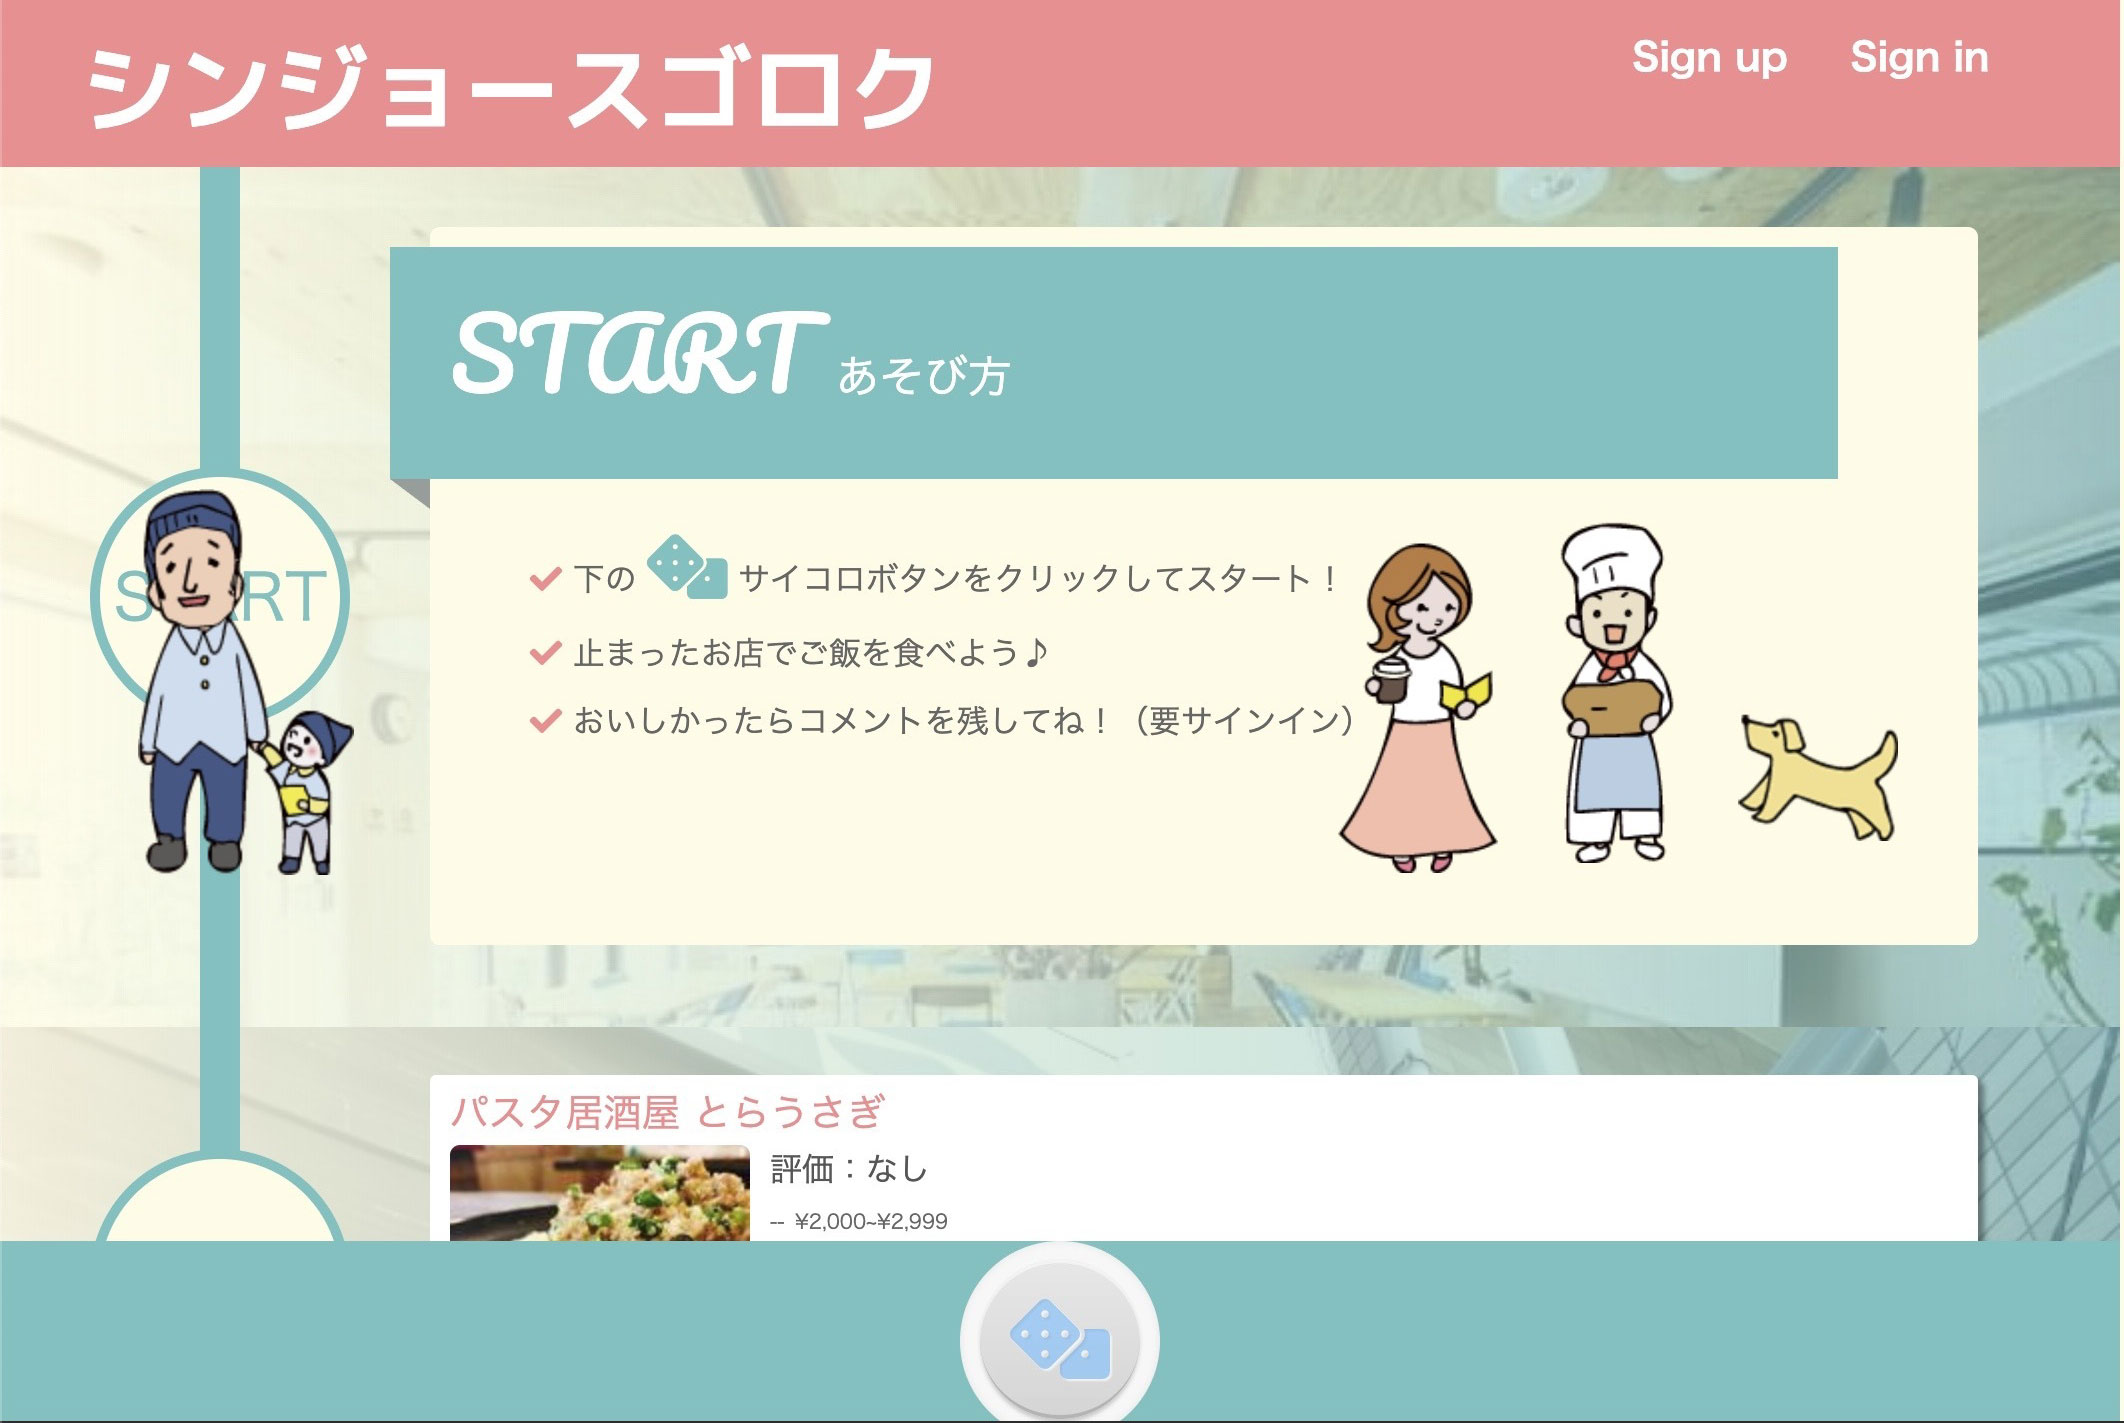 シンジョースゴロク
Sign up Sign in
START あそび方
START
下の サイコロボタンをクリックしてスタート！
止まったお店でご飯を食べよう♪
おいしかったらコメントを残してね！（要サインイン）
パスタ居酒屋 とらうさぎ
評価：なし
-- ¥2,000~¥2,999